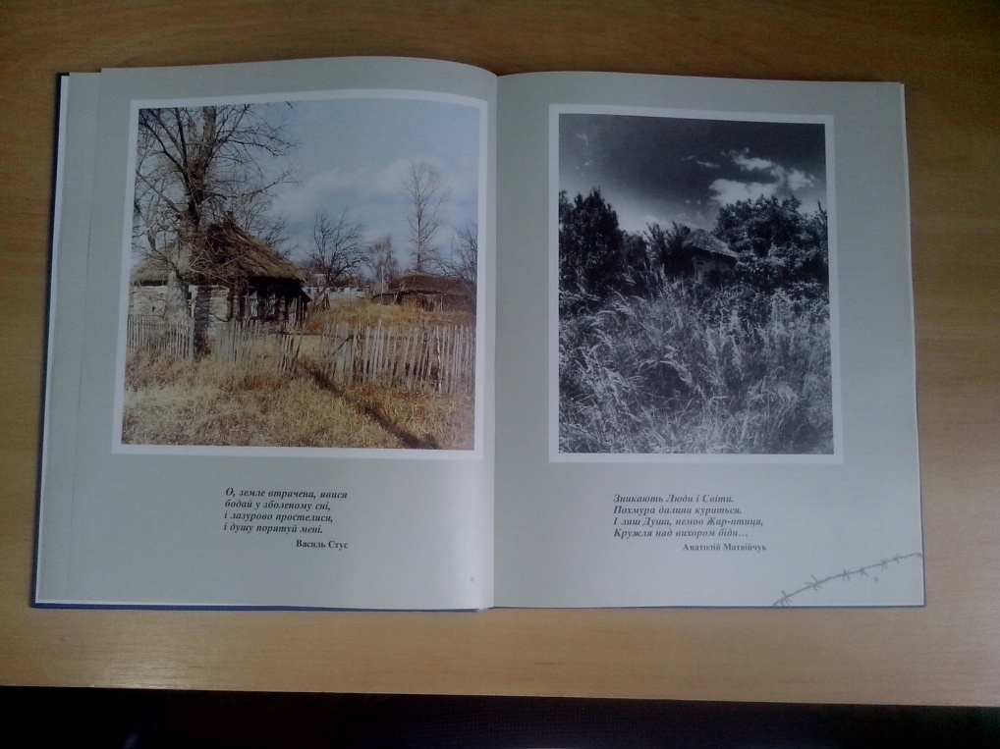 О, земле втрачена, явися
бодай у зболеному сні,
і лазурово простелися,
і душу порятуй мені.
Василь Стус
Зникають Люди і Світи.
Похмура далина куриться.
І лиш Душа, немов Жар-птиця,
Кружля над вихором біди…
Анатолій Матвійчук